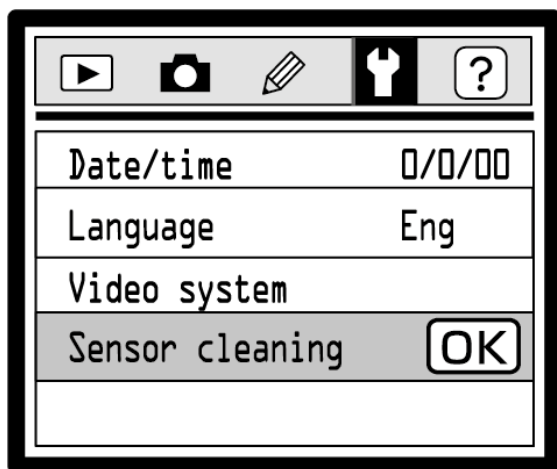 ?
Date/time 0/0/00
Language Eng
Video system
Sensor cleaning OK